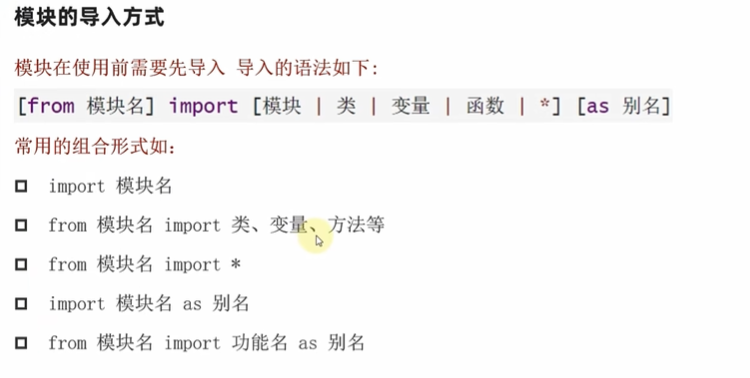 模块的导入方式
模块在使用前需要先导入 导入的语法如下:
[from 模块名] import [模块 | 类 | 变量 | 函数 | *] [as 别名]
常用的组合形式如：
import 模块名
from 模块名 import 类、变量、方法等
from 模块名 import *
import 模块名 as 别名
from 模块名 import 功能名 as 别名